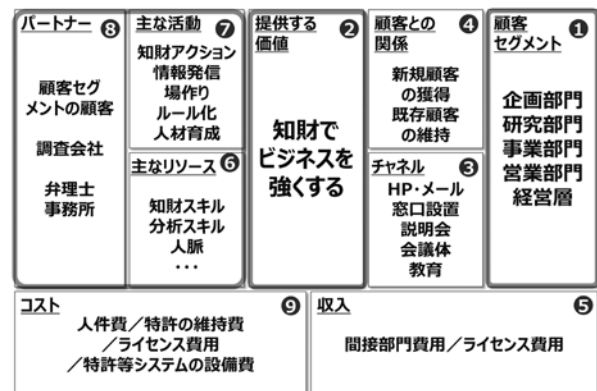 パートナー ❽
顧客セグ
メントの顧客
調査会社
弁理士
事務所
主な活動 ❼
知財アクション
情報発信
場作り
ルール化
人材育成
主なリソース ❻
知財スキル
分析スキル
人脈
・・・
提供する ❷
価値
知財で
ビジネスを
強くする
顧客との ❹
関係
新規顧客
の獲得
既存顧客
の維持
チャネル ❸
HP・メール
窓口設置
説明会
会議体
教育
顧客 ❶
セグメント
企画部門
研究部門
事業部門
営業部門
経営層
コスト ❾
人件費/特許の維持費
/ライセンス費用
/特許等システムの設備費
収入 ❺
間接部門費用/ライセンス費用